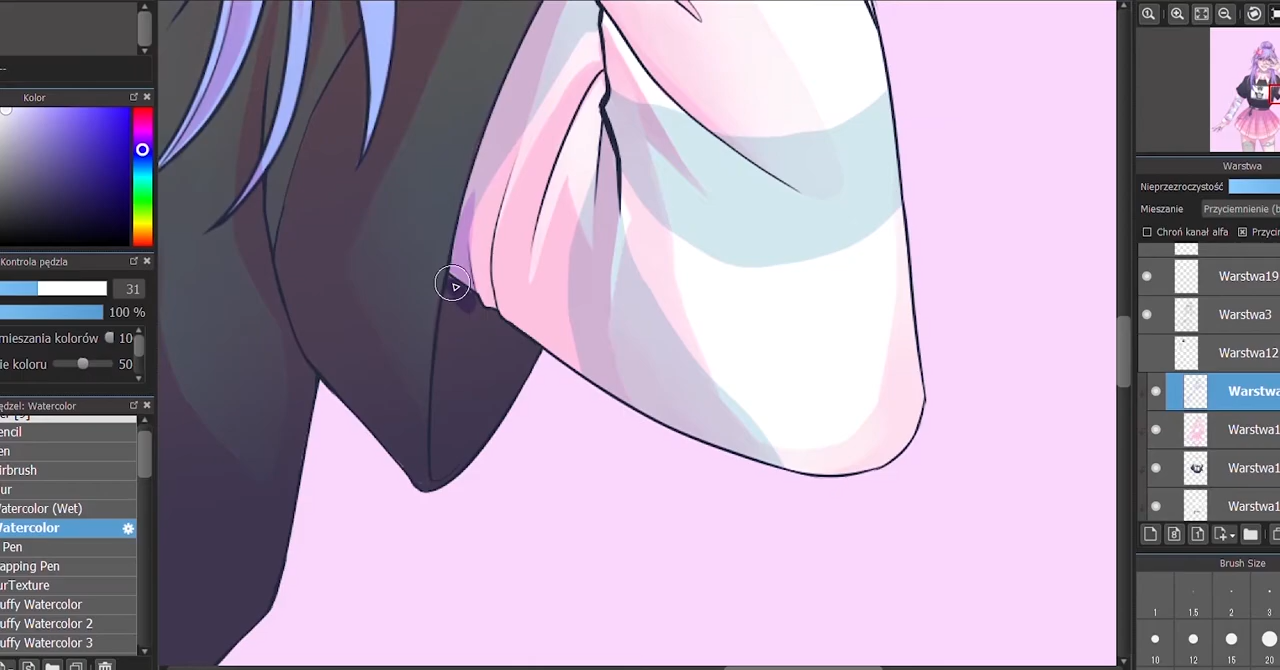 Kolor
Kontrola pędzla
31
100 %
mieszania kolorów 10
ie koloru 50
ędzel: Watercolor
encil
en
irbrush
ur
atercolor (Wet)
Watercolor
Pen
apping Pen
urTexture
uffy Watercolor
uffy Watercolor 2
uffy Watercolor 3
Warstwa
Nieprzezroczystość
Mieszanie Przyciemnienie (b
Chroń kanał alfa Przycir
Warstwa19
Warstwa3
Warstwa12
Warstwa
Warstwa1
Warstwa1
Warstwa1
Brush Size
1 1.5 2 3
10 12 15 20